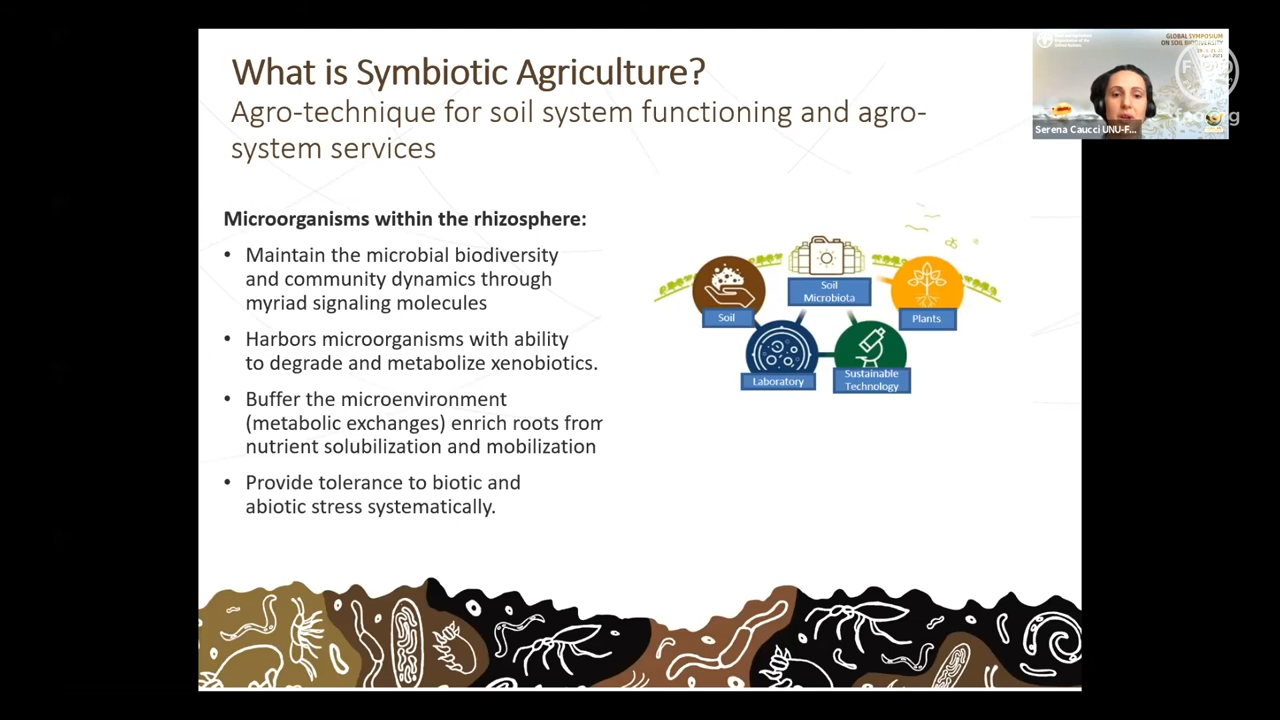 What is Symbiotic Agriculture?
Agro-technique for soil system functioning and agro-
system services
GLOBAL SYMPOSIUM
ON SOIL BIODIVERSITY
Serena Caucci UNU-F...
Microorganisms within the rhizosphere:
• Maintain the microbial biodiversity
and community dynamics through
myriad signaling molecules
• Harbors microorganisms with ability
to degrade and metabolize xenobiotics.
• Buffer the microenvironment
(metabolic exchanges) enrich roots from
nutrient solubilization and mobilization
• Provide tolerance to biotic and
abiotic stress systematically.
Soil
Microbiota
Soil
Plants
Laboratory
Sustainable
Technology